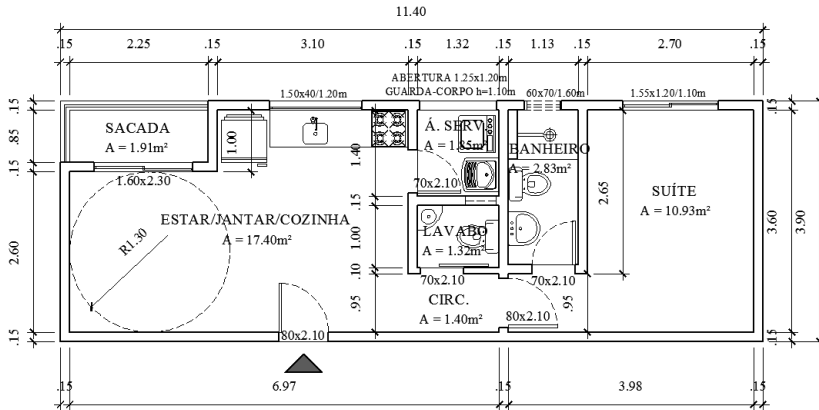 11.40
.15 2.25 .15 3.10 .15 1.32 .15 1.13 .15 2.70 .15
ABERTURA 1.25x1.20m
GUARDA-CORPO h=1.10m
1.50x40/1.20m 60x70/1.60m 1.55x1.20/1.10m
.15 .85 .15 2.60 .15
SACADA
A = 1.91m²
1.60x2.30
1.00
1.40
.15
1.00
.10
.95
Á. SERV.
A = 1.85m²
70x2.10
BANHEIRO
A = 2.83m²
2.65
SUÍTE
A = 10.93m²
.15
3.60
.15
3.90
ESTAR/JANTAR/COZINHA
A = 17.40m²
R1.30
LAVABO
A = 1.32m²
70x2.10
70x2.10
CIRC.
A = 1.40m²
.95
80x2.10
80x2.10
.15 6.97 .15 3.98 .15